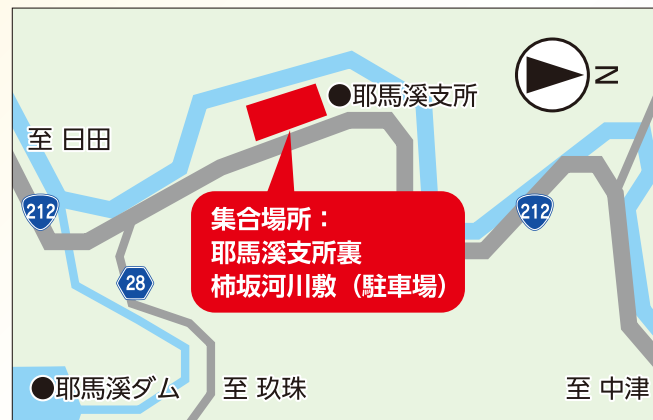 ●耶馬溪支所
N
至 日田
212
集合場所：
耶馬溪支所裏
柿坂河川敷（駐車場）
212
28
●耶馬溪ダム
至 玖珠
至 中津